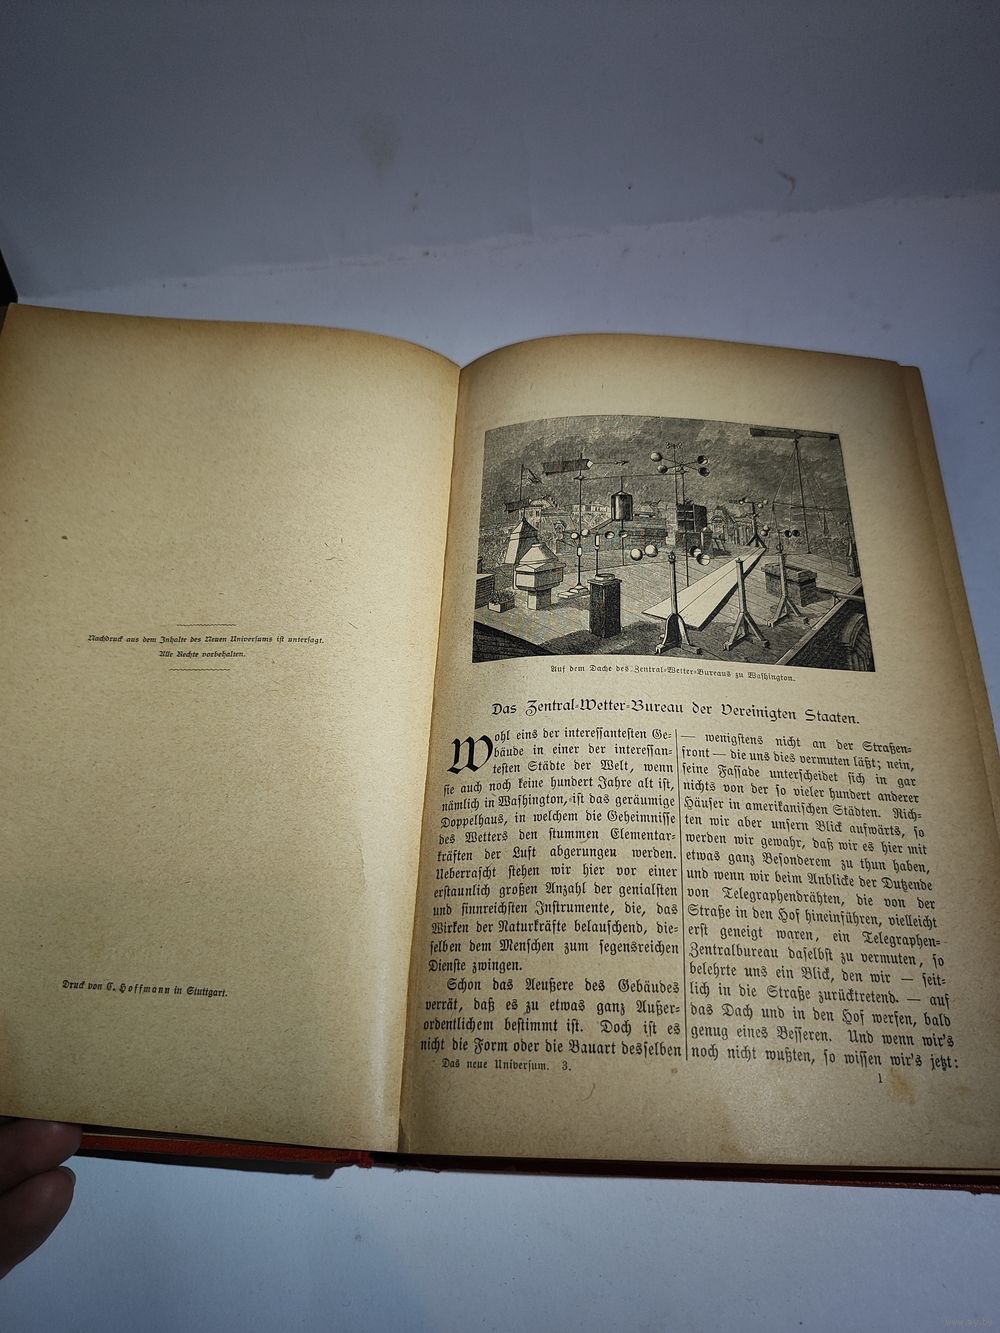 Nachdruck aus dem Inhalte des Neuen Universums ist untersagt.
Alle Rechte vorbehalten.
Druck von C. Hoffmann in Stuttgart.
Auf dem Dache des Zentral-Wetter-Bureaus zu Washington.
Das Zentral-Wetter-Bureau der Vereinigten Staaten.
Wohl eins der interessantesten Ge-
bäude in einer der interessan-
testen Städte der Welt, wenn
sie auch noch keine hundert Jahre alt ist,
nämlich in Washington, ist das geräumige
Doppelhaus, in welchem die Geheimnisse
des Wetters den stummen Elementar-
kräften der Luft abgerungen werden.
Ueberrascht stehen wir hier vor einer
erstaunlich großen Anzahl der genialsten
und sinnreichsten Instrumente, die, das
Wirken der Naturkräfte belauschend, die-
selben dem Menschen zum segensreichen
Dienste zwingen.
Schon das Aeußere des Gebäudes
verrät, daß es zu etwas ganz Außer-
ordentlichem bestimmt ist. Doch ist es
nicht die Form oder die Bauart desselben
Das neue Universum. 3.
— wenigstens nicht an der Straßen-
front — die uns dies vermuten läßt; nein,
seine Fassade unterscheidet sich in gar
nichts von der so vieler hundert anderer
Häuser in amerikanischen Städten. Rich-
ten wir aber unsern Blick aufwärts, so
werden wir gewahr, daß wir es hier mit
etwas ganz Besonderem zu thun haben,
und wenn wir beim Anblicke der Dutzende
von Telegraphendrähten, die von der
Straße in den Hof hineinführen, vielleicht
erst geneigt waren, ein Telegraphen-
Zentralbureau daselbst zu vermuten, so
belehrte uns ein Blick, den wir — seit-
lich in die Straße zurücktretend — auf
das Dach und in den Hof werfen, bald
genug eines Besseren. Und wenn wir's
noch nicht wußten, so wissen wir's jetzt:
1